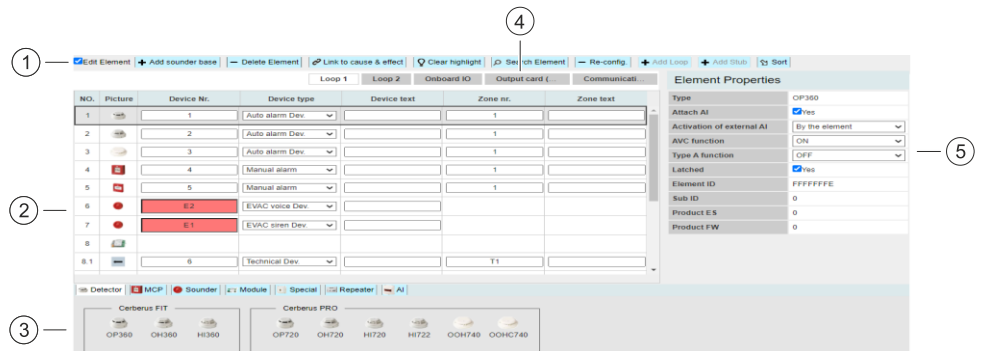 4
1
Edit Element + Add sounder base − Delete Element Link to cause & effect Clear highlight Search Element − Re-config. + Add Loop + Add Stub Sort
Loop 1 Loop 2 Onboard IO Output card (... Communicati...
Element Properties
NO. Picture Device Nr. Device type Device text Zone nr. Zone text
1 1 Auto alarm Dev. 1
2 2 Auto alarm Dev. 1
3 3 Auto alarm Dev. 1
4 4 Manual alarm 1
5 5 Manual alarm 1
6 E2 EVAC voice Dev.
7 E1 EVAC siren Dev.
8
8.1 6 Technical Dev. T1
Type OP360
Attach AI Yes
Activation of external AI By the element
AVC function ON
Type A function OFF
Latched Yes
Element ID FFFFFFFE
Sub ID 0
Product ES 0
Product FW 0
5
2
Detector MCP Sounder Module Special Repeater AI
3
Cerberus FIT
OP360 OH360 HI360
Cerberus PRO
OP720 OH720 HI720 HI722 OOH740 OOHC740